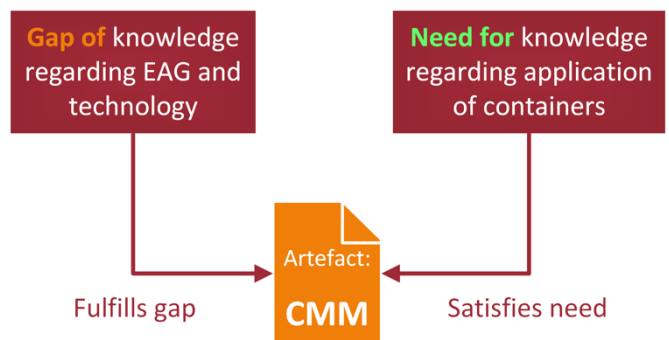 Gap of knowledge
regarding EAG and
technology
Need for knowledge
regarding application
of containers
Artefact:
CMM
Fulfills gap
Satisfies need